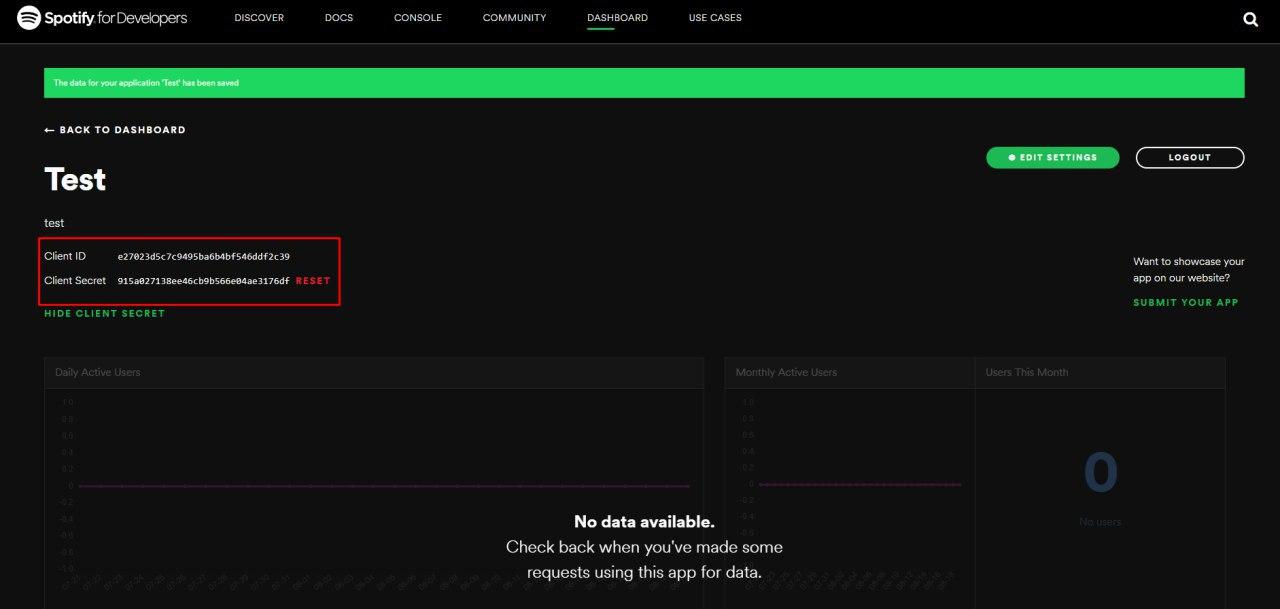 Spotify for Developers
DISCOVER DOCS CONSOLE COMMUNITY DASHBOARD USE CASES
The data for your application 'Test' has been saved
← BACK TO DASHBOARD
EDIT SETTINGS LOGOUT
Test
test
Client ID e27023d5c7c9495ba6b4bf546ddf2c39
Client Secret 915a027138ee46cb9b566e04ae3176df RESET
HIDE CLIENT SECRET
Want to showcase your
app on our website?
SUBMIT YOUR APP
Daily Active Users
1.0
0.8
0.6
0.4
0.2
0
-0.2
-0.4
-0.6
-0.8
-1.0
Monthly Active Users
1.0
0.8
0.6
0.4
0.2
0
-0.2
-0.4
-0.6
Users This Month
0
No users
No data available.
Check back when you've made some
requests using this app for data.